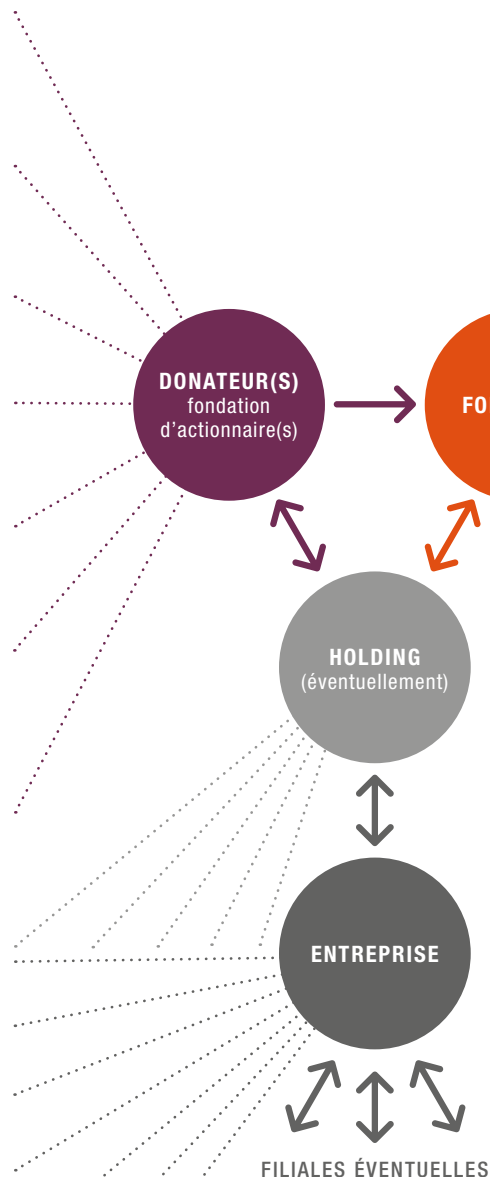 DONATEUR(S)
fondation
d'actionnaire(s)
FO
HOLDING
(éventuellement)
ENTREPRISE
FILIALES ÉVENTUELLES